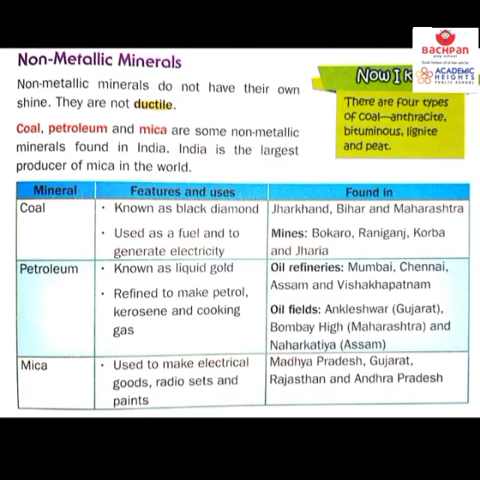 BACHPAN
ACADEMIC
HEIGHTS
PUBLIC SCHOOL
Non-Metallic Minerals
Non-metallic minerals do not have their own
shine. They are not ductile.
Coal, petroleum and mica are some non-metallic
minerals found in India. India is the largest
producer of mica in the world.
Now I
There are four types
of coal—anthracite,
bituminous, lignite
and peat.
Mineral Features and uses Found in
Coal • Known as black diamond Jharkhand, Bihar and Maharashtra
• Used as a fuel and to Mines: Bokaro, Raniganj, Korba
generate electricity and Jharia
Petroleum • Known as liquid gold Oil refineries: Mumbai, Chennai,
• Refined to make petrol, Assam and Vishakhapatnam
kerosene and cooking Oil fields: Ankleshwar (Gujarat),
gas Bombay High (Maharashtra) and
Naharkatiya (Assam)
Mica • Used to make electrical Madhya Pradesh, Gujarat,
goods, radio sets and Rajasthan and Andhra Pradesh
paints